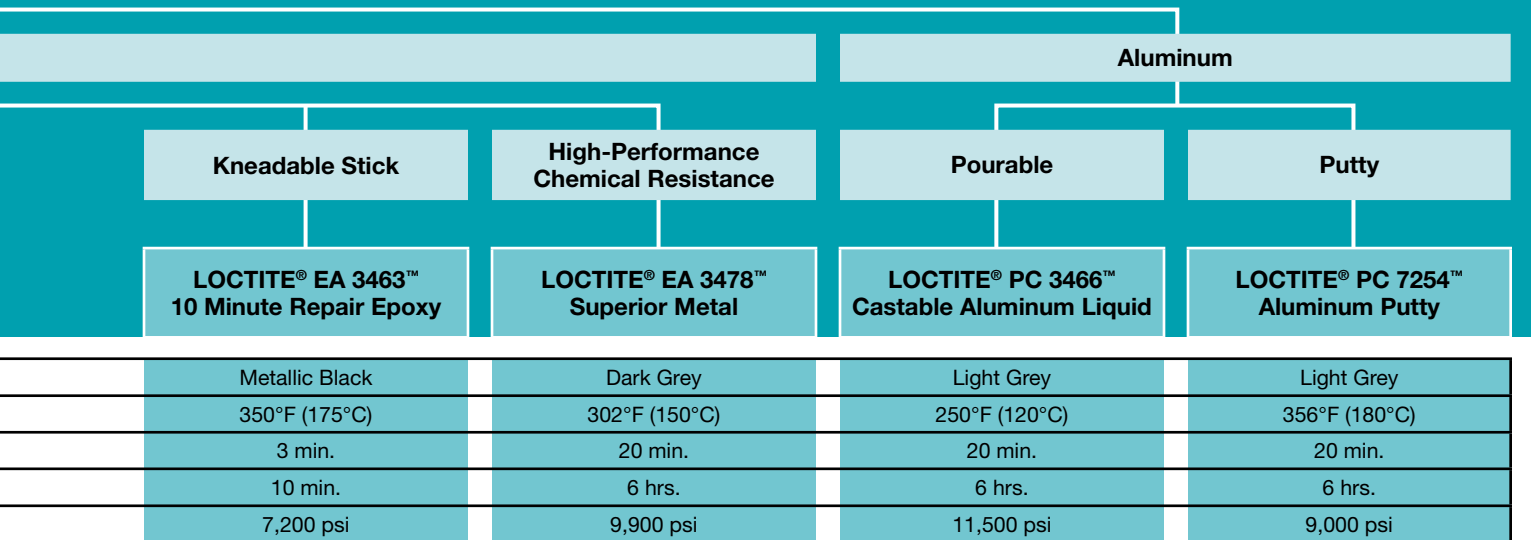 Aluminum
Kneadable Stick
High-Performance
Chemical Resistance
Pourable
Putty
LOCTITE® EA 3463™
10 Minute Repair Epoxy
LOCTITE® EA 3478™
Superior Metal
LOCTITE® PC 3466™
Castable Aluminum Liquid
LOCTITE® PC 7254™
Aluminum Putty
Metallic Black Dark Grey Light Grey Light Grey
350°F (175°C) 302°F (150°C) 250°F (120°C) 356°F (180°C)
3 min. 20 min. 20 min. 20 min.
10 min. 6 hrs. 6 hrs. 6 hrs.
7,200 psi 9,900 psi 11,500 psi 9,000 psi